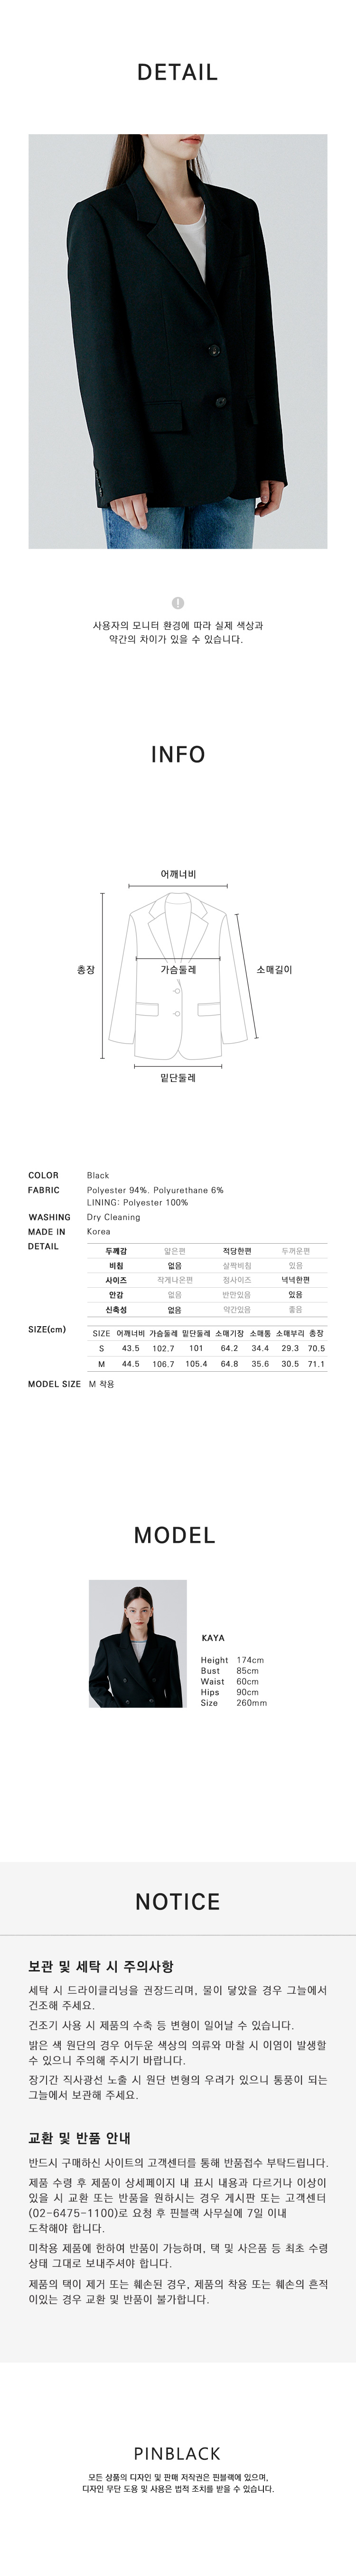 DETAIL
사용자의 모니터 환경에 따라 실제 색상과
약간의 차이가 있을 수 있습니다.
INFO
어깨너비
총장
가슴둘레
소매길이
밑단둘레
COLOR Black
FABRIC Polyester 94%. Polyurethane 6%
LINING: Polyester 100%
WASHING Dry Cleaning
MADE IN Korea
DETAIL
두께감 얇은편 적당한편 두꺼운편
비침 없음 살짝비침 있음
사이즈 작게나온편 정사이즈 넉넉한편
안감 없음 반만있음 있음
신축성 없음 약간있음 좋음
SIZE(cm)
SIZE 어깨너비 가슴둘레 밑단둘레 소매기장 소매통 소매부리 총장
S 43.5 102.7 101 64.2 34.4 29.3 70.5
M 44.5 106.7 105.4 64.8 35.6 30.5 71.1
MODEL SIZE M 착용
MODEL
KAYA
Height 174cm
Bust 85cm
Waist 60cm
Hips 90cm
Size 260mm
NOTICE
보관 및 세탁 시 주의사항
세탁 시 드라이클리닝을 권장드리며, 물이 닿았을 경우 그늘에서
건조해 주세요.
건조기 사용 시 제품의 수축 등 변형이 일어날 수 있습니다.
밝은 색 원단의 경우 어두운 색상의 의류와 마찰 시 이염이 발생할
수 있으니 주의해 주시기 바랍니다.
장기간 직사광선 노출 시 원단 변형의 우려가 있으니 통풍이 되는
그늘에서 보관해 주세요.
교환 및 반품 안내
반드시 구매하신 사이트의 고객센터를 통해 반품접수 부탁드립니다.
제품 수령 후 제품이 상세페이지 내 표시 내용과 다르거나 이상이
있을 시 교환 또는 반품을 원하시는 경우 게시판 또는 고객센터
(02-6475-1100)로 요청 후 핀블랙 사무실에 7일 이내
도착해야 합니다.
미착용 제품에 한하여 반품이 가능하며, 택 및 사은품 등 최초 수령
상태 그대로 보내주셔야 합니다.
제품의 택이 제거 또는 훼손된 경우, 제품의 착용 또는 훼손의 흔적
이있는 경우 교환 및 반품이 불가합니다.
PINBLACK
모든 상품의 디자인 및 판매 저작권은 핀블랙에 있으며,
디자인 무단 도용 및 사용은 법적 조치를 받을 수 있습니다.